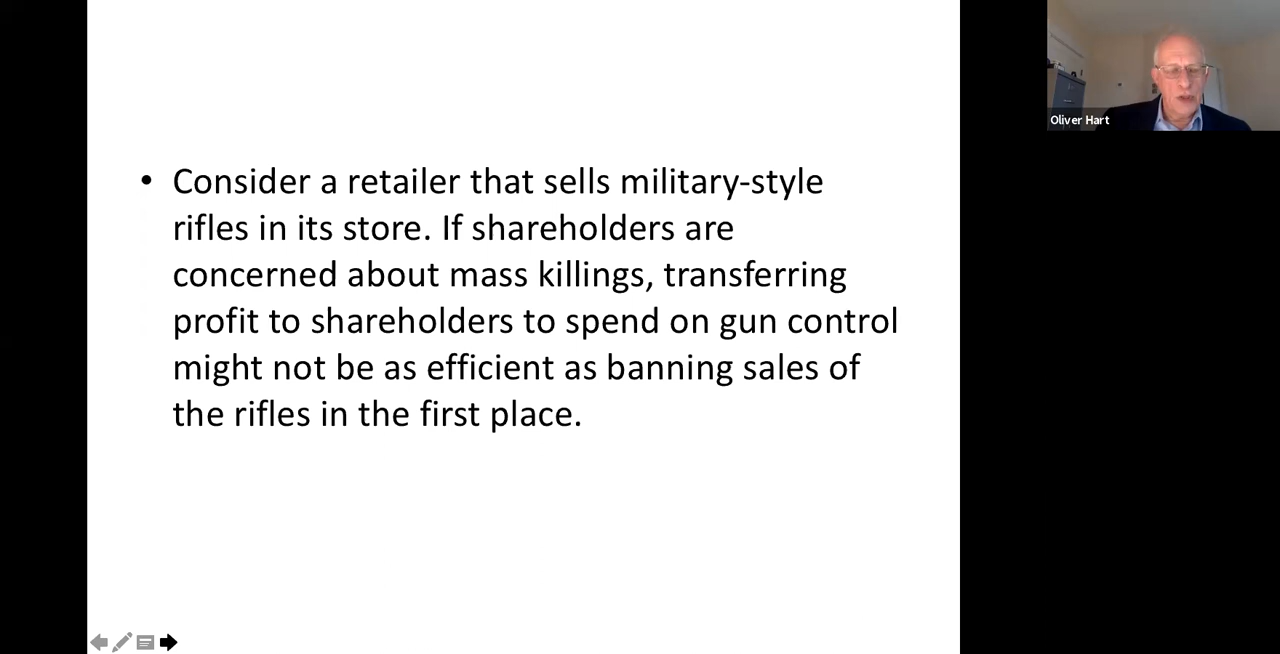 • Consider a retailer that sells military-style
rifles in its store. If shareholders are
concerned about mass killings, transferring
profit to shareholders to spend on gun control
might not be as efficient as banning sales of
the rifles in the first place.
Oliver Hart